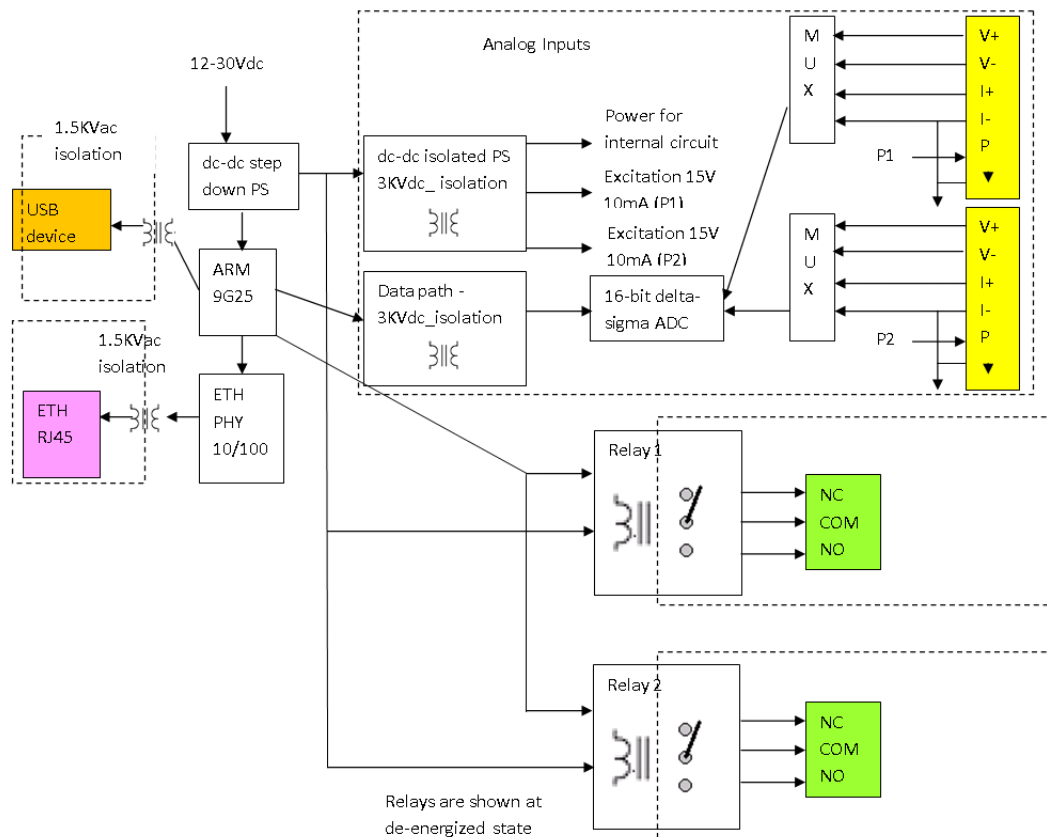 Analog Inputs
12-30Vdc
1.5KVac
isolation
dc-dc step
down PS
dc-dc isolated PS
3KVdc_ isolation
Power for
internal circuit
Excitation 15V
10mA (P1)
Excitation 15V
10mA (P2)
M
U
X
V+
V-
I+
I-
P
P1
USB
device
ARM
9G25
Data path -
3KVdc_isolation
16-bit delta-
sigma ADC
M
U
X
V+
V-
I+
I-
P
P2
1.5KVac
isolation
ETH
RJ45
ETH
PHY
10/100
Relay 1
NC
COM
NO
Relay 2
NC
COM
NO
Relays are shown at
de-energized state